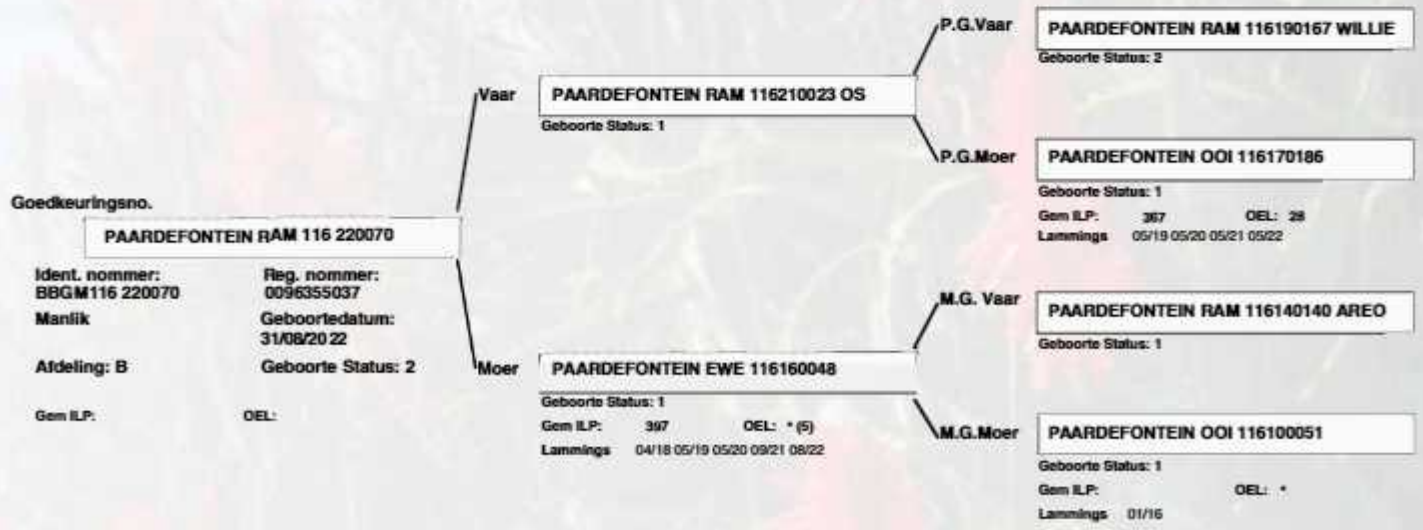 Goedkeuringsno.
PAARDEFONTEIN RAM 116 220070
Ident. nommer:
BBGM116 220070
Reg. nommer:
0096355037
Manlik
Geboortedatum:
31/08/20 22
Afdeling: B
Geboorte Status: 2
Gem ILP:
OEL:
Vaar
PAARDEFONTEIN RAM 116210023 OS
Geboorte Status: 1
Moer
PAARDEFONTEIN EWE 116160048
Geboorte Status: 1
Gem ILP: 397 OEL: * (5)
Lammings 04/18 05/19 05/20 09/21 08/22
P.G.Vaar
PAARDEFONTEIN RAM 116190167 WILLIE
Geboorte Status: 2
P.G.Moer
PAARDEFONTEIN OOI 116170186
Geboorte Status: 1
Gem ILP: 367 OEL: 28
Lammings 05/19 05/20 05/21 05/22
M.G. Vaar
PAARDEFONTEIN RAM 116140140 AREO
Geboorte Status: 1
M.G.Moer
PAARDEFONTEIN OOI 116100051
Geboorte Status: 1
Gem ILP: OEL: *
Lammings 01/16